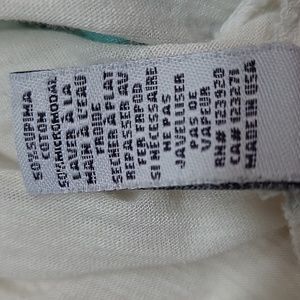 50%SUPIMA
COTON
50%MICROMODAL
LAVER A LA
MAIN A L'EAU
FROIDE
SECHER A PLAT
REPASSER AU
FER FROID
SI NECESSAIRE
NE PAS
JAVELLISER
PAS DE
VAPEUR
RN# 123920
CA# 123271
MADE IN USA